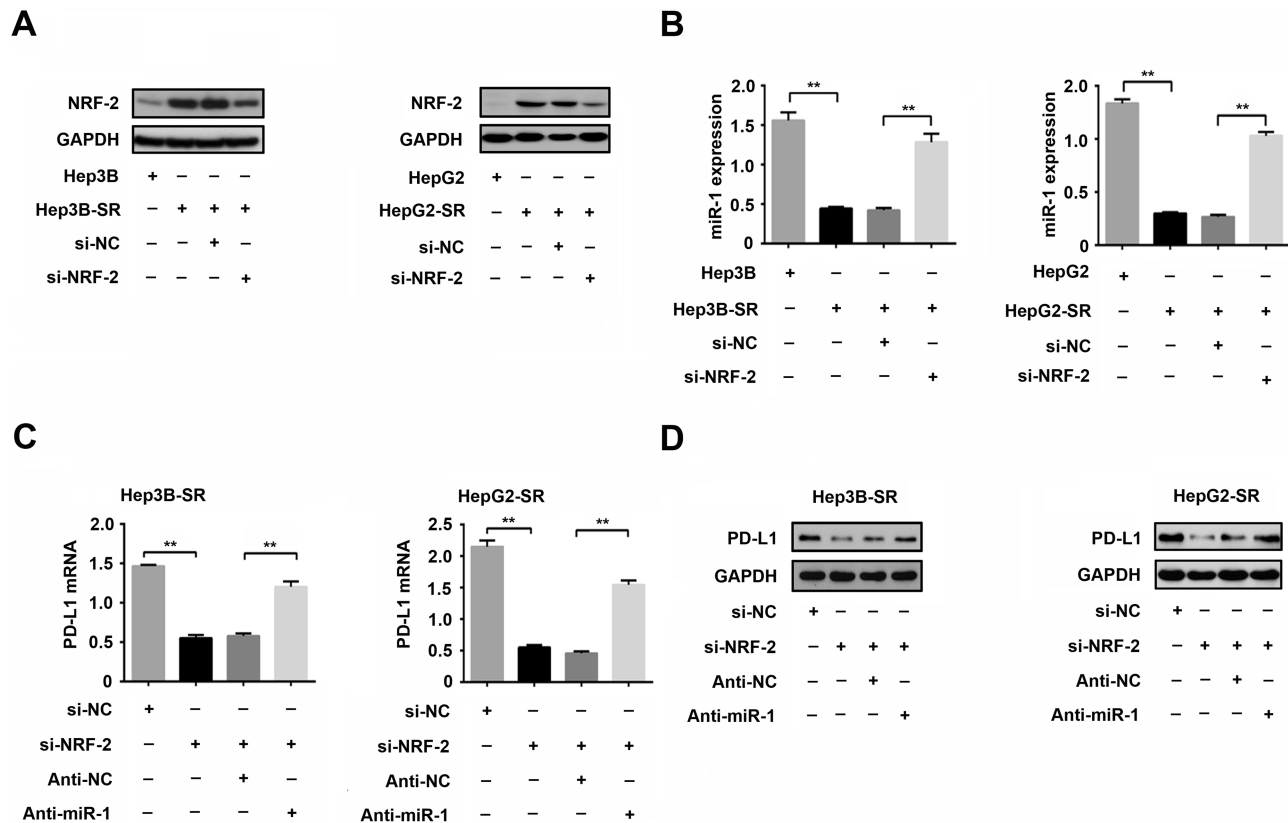 A
NRF-2
GAPDH
Hep3B + – – –
Hep3B-SR – + + +
si-NC – – + –
si-NRF-2 – – – +
NRF-2
GAPDH
HepG2 + – – –
HepG2-SR – + + +
si-NC – – + –
si-NRF-2 – – – +
B
miR-1 expression
2.0
1.5
1.0
0.5
0
** **
Hep3B + – – –
Hep3B-SR – + + +
si-NC – – + –
si-NRF-2 – – – +
miR-1 expression
2.0
1.0
0.5
0
** **
HepG2 + – – –
HepG2-SR – + + +
si-NC – – + –
si-NRF-2 – – – +
C
Hep3B-SR
PD-L1 mRNA
2.0
1.5
1.0
0.5
0
** **
si-NC + – – –
si-NRF-2 – + + +
Anti-NC – – + –
Anti-miR-1 – – – +
HepG2-SR
PD-L1 mRNA
2.5
2.0
1.5
1.0
0.5
0
** **
si-NC + – – –
si-NRF-2 – + + +
Anti-NC – – + –
Anti-miR-1 – – – +
D
Hep3B-SR
PD-L1
GAPDH
si-NC + – – –
si-NRF-2 – + + +
Anti-NC – – + –
Anti-miR-1 – – – +
HepG2-SR
PD-L1
GAPDH
si-NC + – – –
si-NRF-2 – + + +
Anti-NC – – + –
Anti-miR-1 – – – +